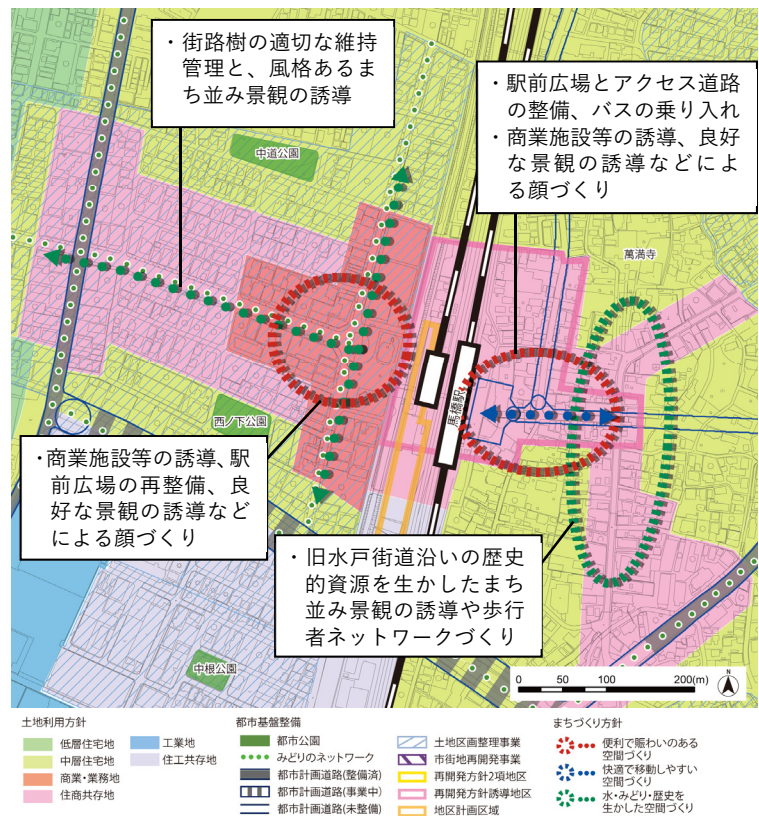 ・街路樹の適切な維持
管理と、風格あるま
ち並み景観の誘導
・駅前広場とアクセス道路
の整備、バスの乗り入れ
・商業施設等の誘導、良好
な景観の誘導などによ
る顔づくり
中道公園
萬満寺
馬橋駅
西ノ下公園
・商業施設等の誘導、駅
前広場の再整備、良
好な景観の誘導など
による顔づくり
・旧水戸街道沿いの歴史
的資源を生かしたまち
並み景観の誘導や歩行
者ネットワークづくり
中根公園
0 50 100 200(m)
N
土地利用方針
低層住宅地
中層住宅地
商業・業務地
住商共存地
工業地
住工共存地
都市基盤整備
都市公園
みどりのネットワーク
都市計画道路(整備済)
都市計画道路(事業中)
都市計画道路(未整備)
土地区画整理事業
市街地再開発事業
再開発方針2項地区
再開発方針誘導地区
地区計画区域
まちづくり方針
便利で賑わいのある
空間づくり
快適で移動しやすい
空間づくり
水・みどり・歴史を
生かした空間づくり